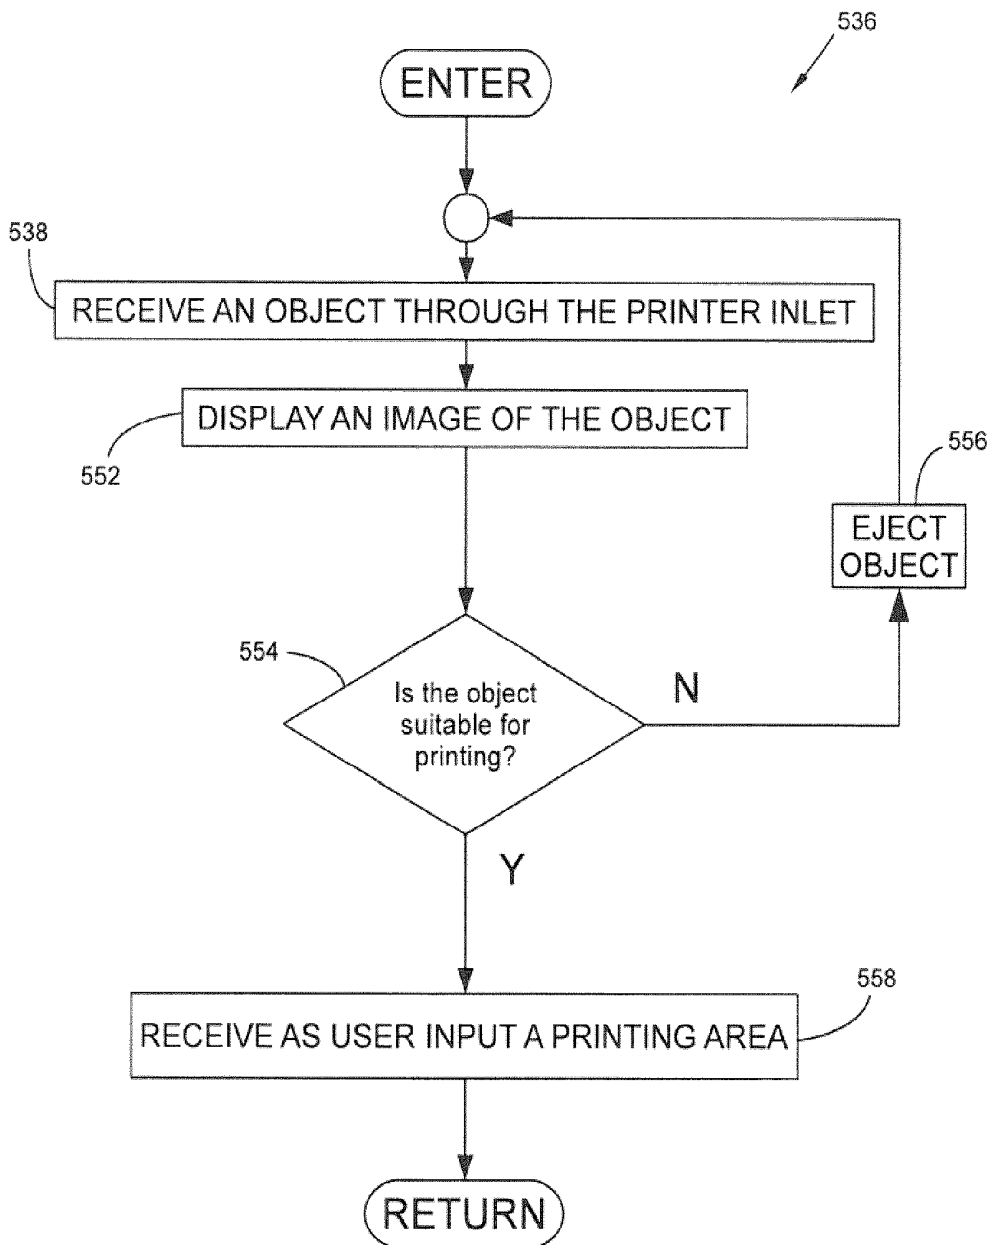 536
ENTER
538
RECEIVE AN OBJECT THROUGH THE PRINTER INLET
DISPLAY AN IMAGE OF THE OBJECT
552
556
EJECT
OBJECT
554
Is the object
suitable for
printing?
N
Y
558
RECEIVE AS USER INPUT A PRINTING AREA
RETURN